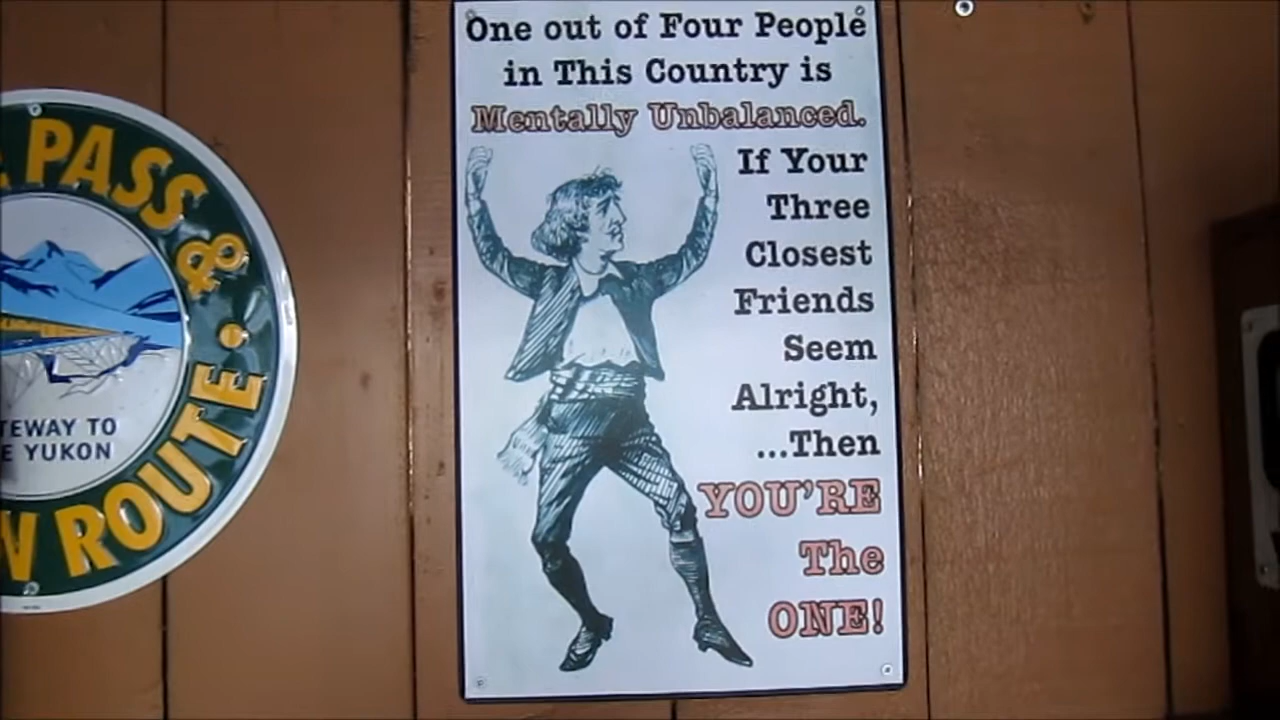 One out of Four People
in This Country is
Mentally Unbalanced.
If Your
Three
Closest
Friends
Seem
Alright,
...Then
YOU'RE
The
ONE!
PASS
&
ROUTE
TO
YUKON